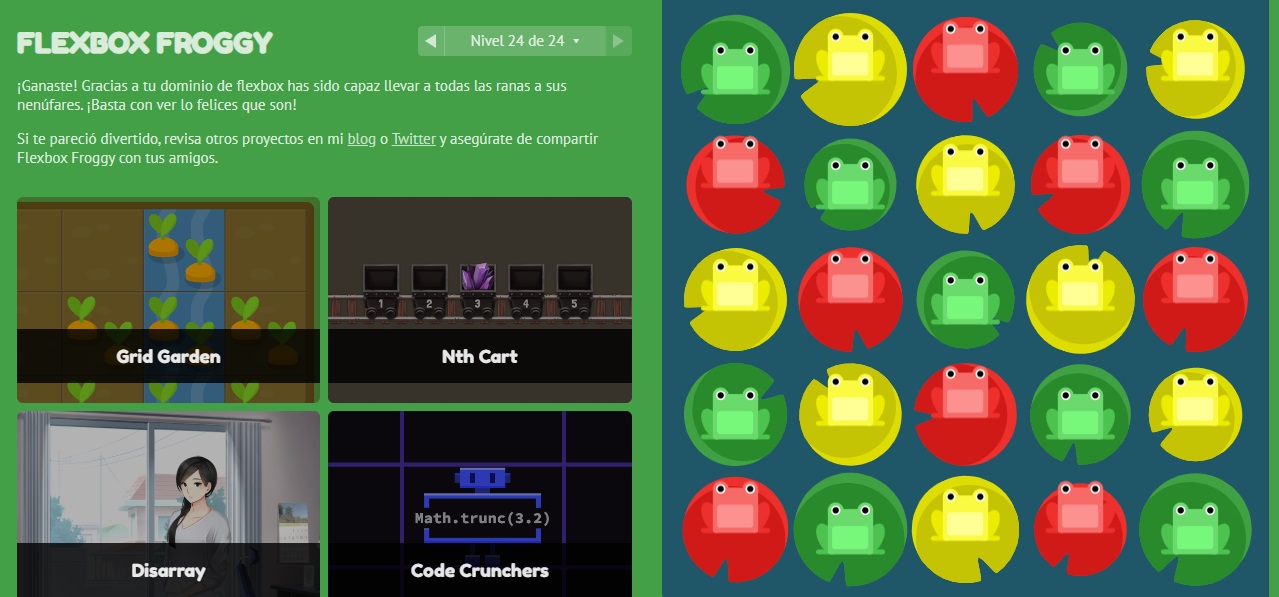 FLEXBOX FROGGY
Nivel 24 de 24
¡Ganaste! Gracias a tu dominio de flexbox has sido capaz llevar a todas las ranas a sus
nenúfares. ¡Basta con ver lo felices que son!
Si te pareció divertido, revisa otros proyectos en mi blog o Twitter y asegúrate de compartir
Flexbox Froggy con tus amigos.
Grid Garden
1 2 3 4 5
Nth Cart
Disarray
Math.trunc(3.2)
Code Crunchers